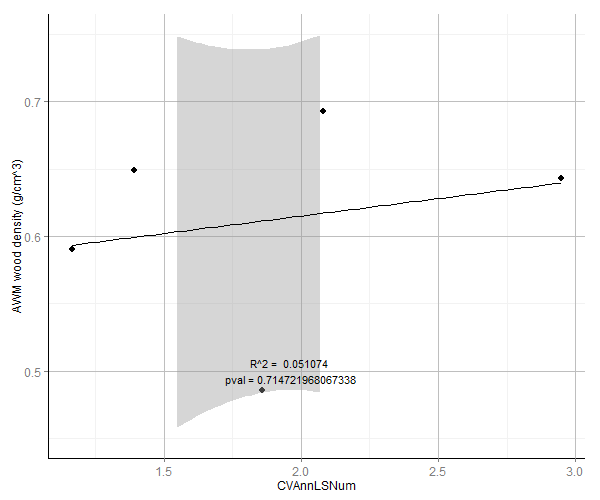 0.7
0.6
0.5
AWM wood density (g/cm^3)
R^2 =  0.051074
pval = 0.714721968067338
1.5 2.0 2.5 3.0
CVAnnLSNum